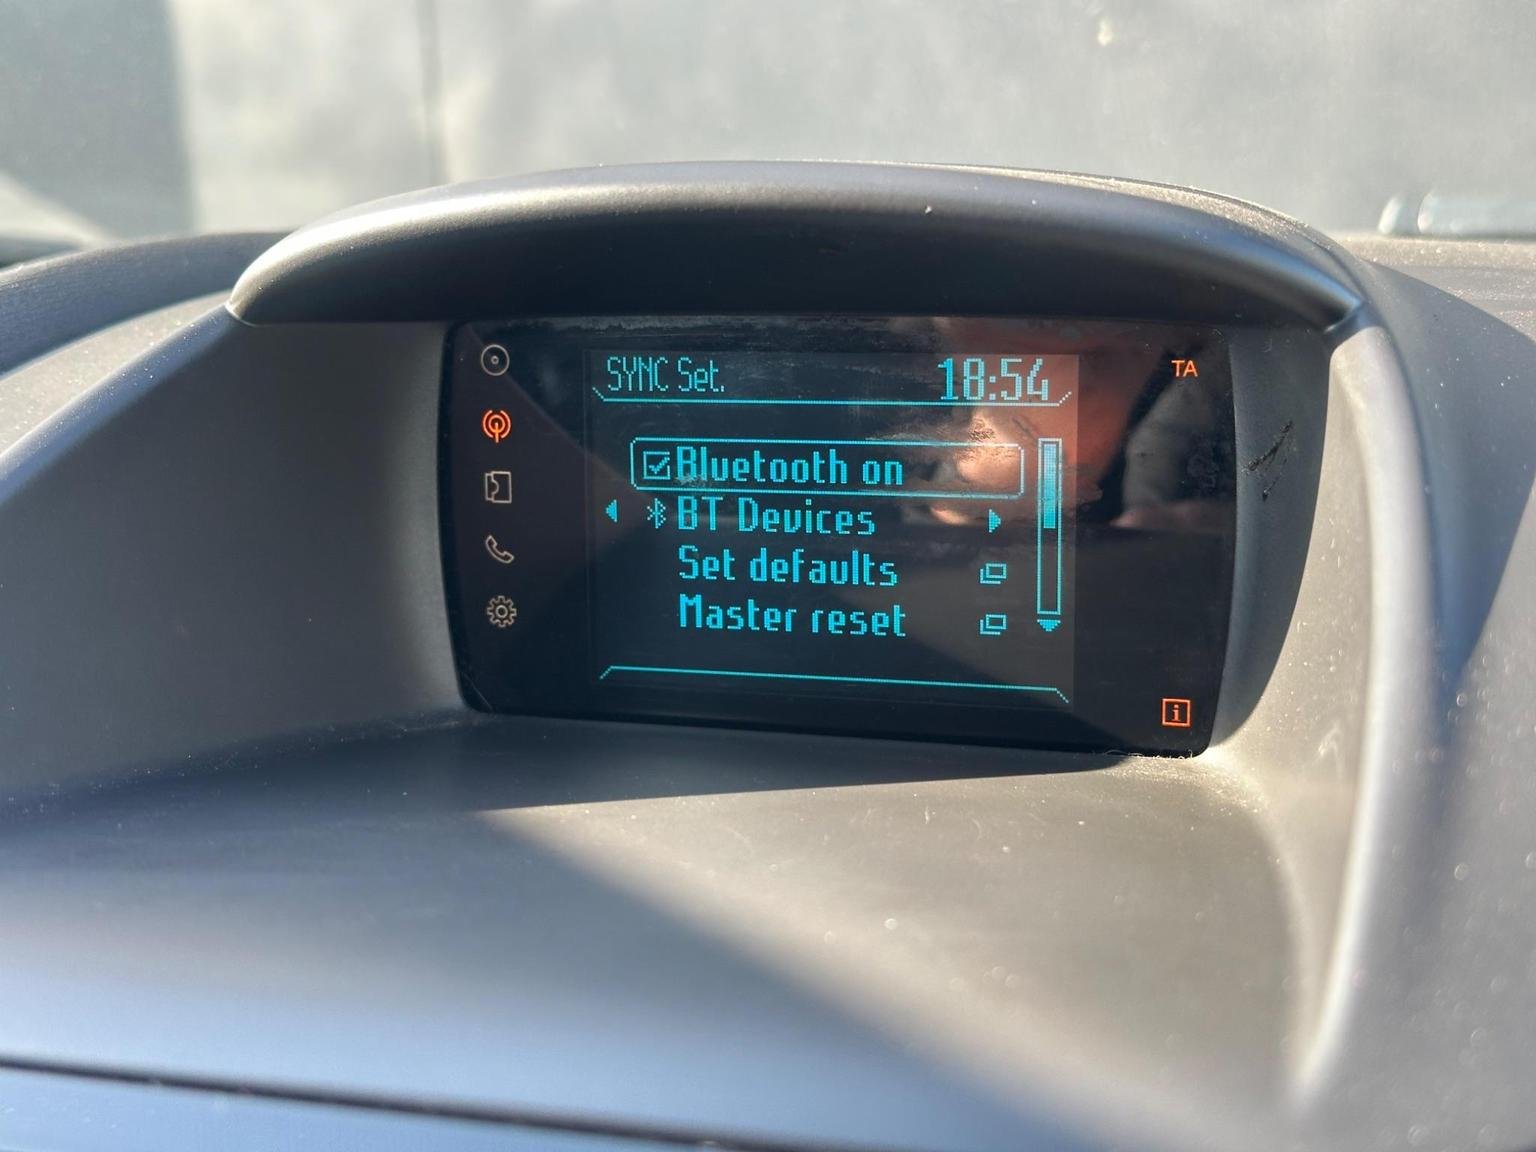 SYNC Set.
18:54
TA
Bluetooth on
BT Devices
Set defaults
Master reset
i